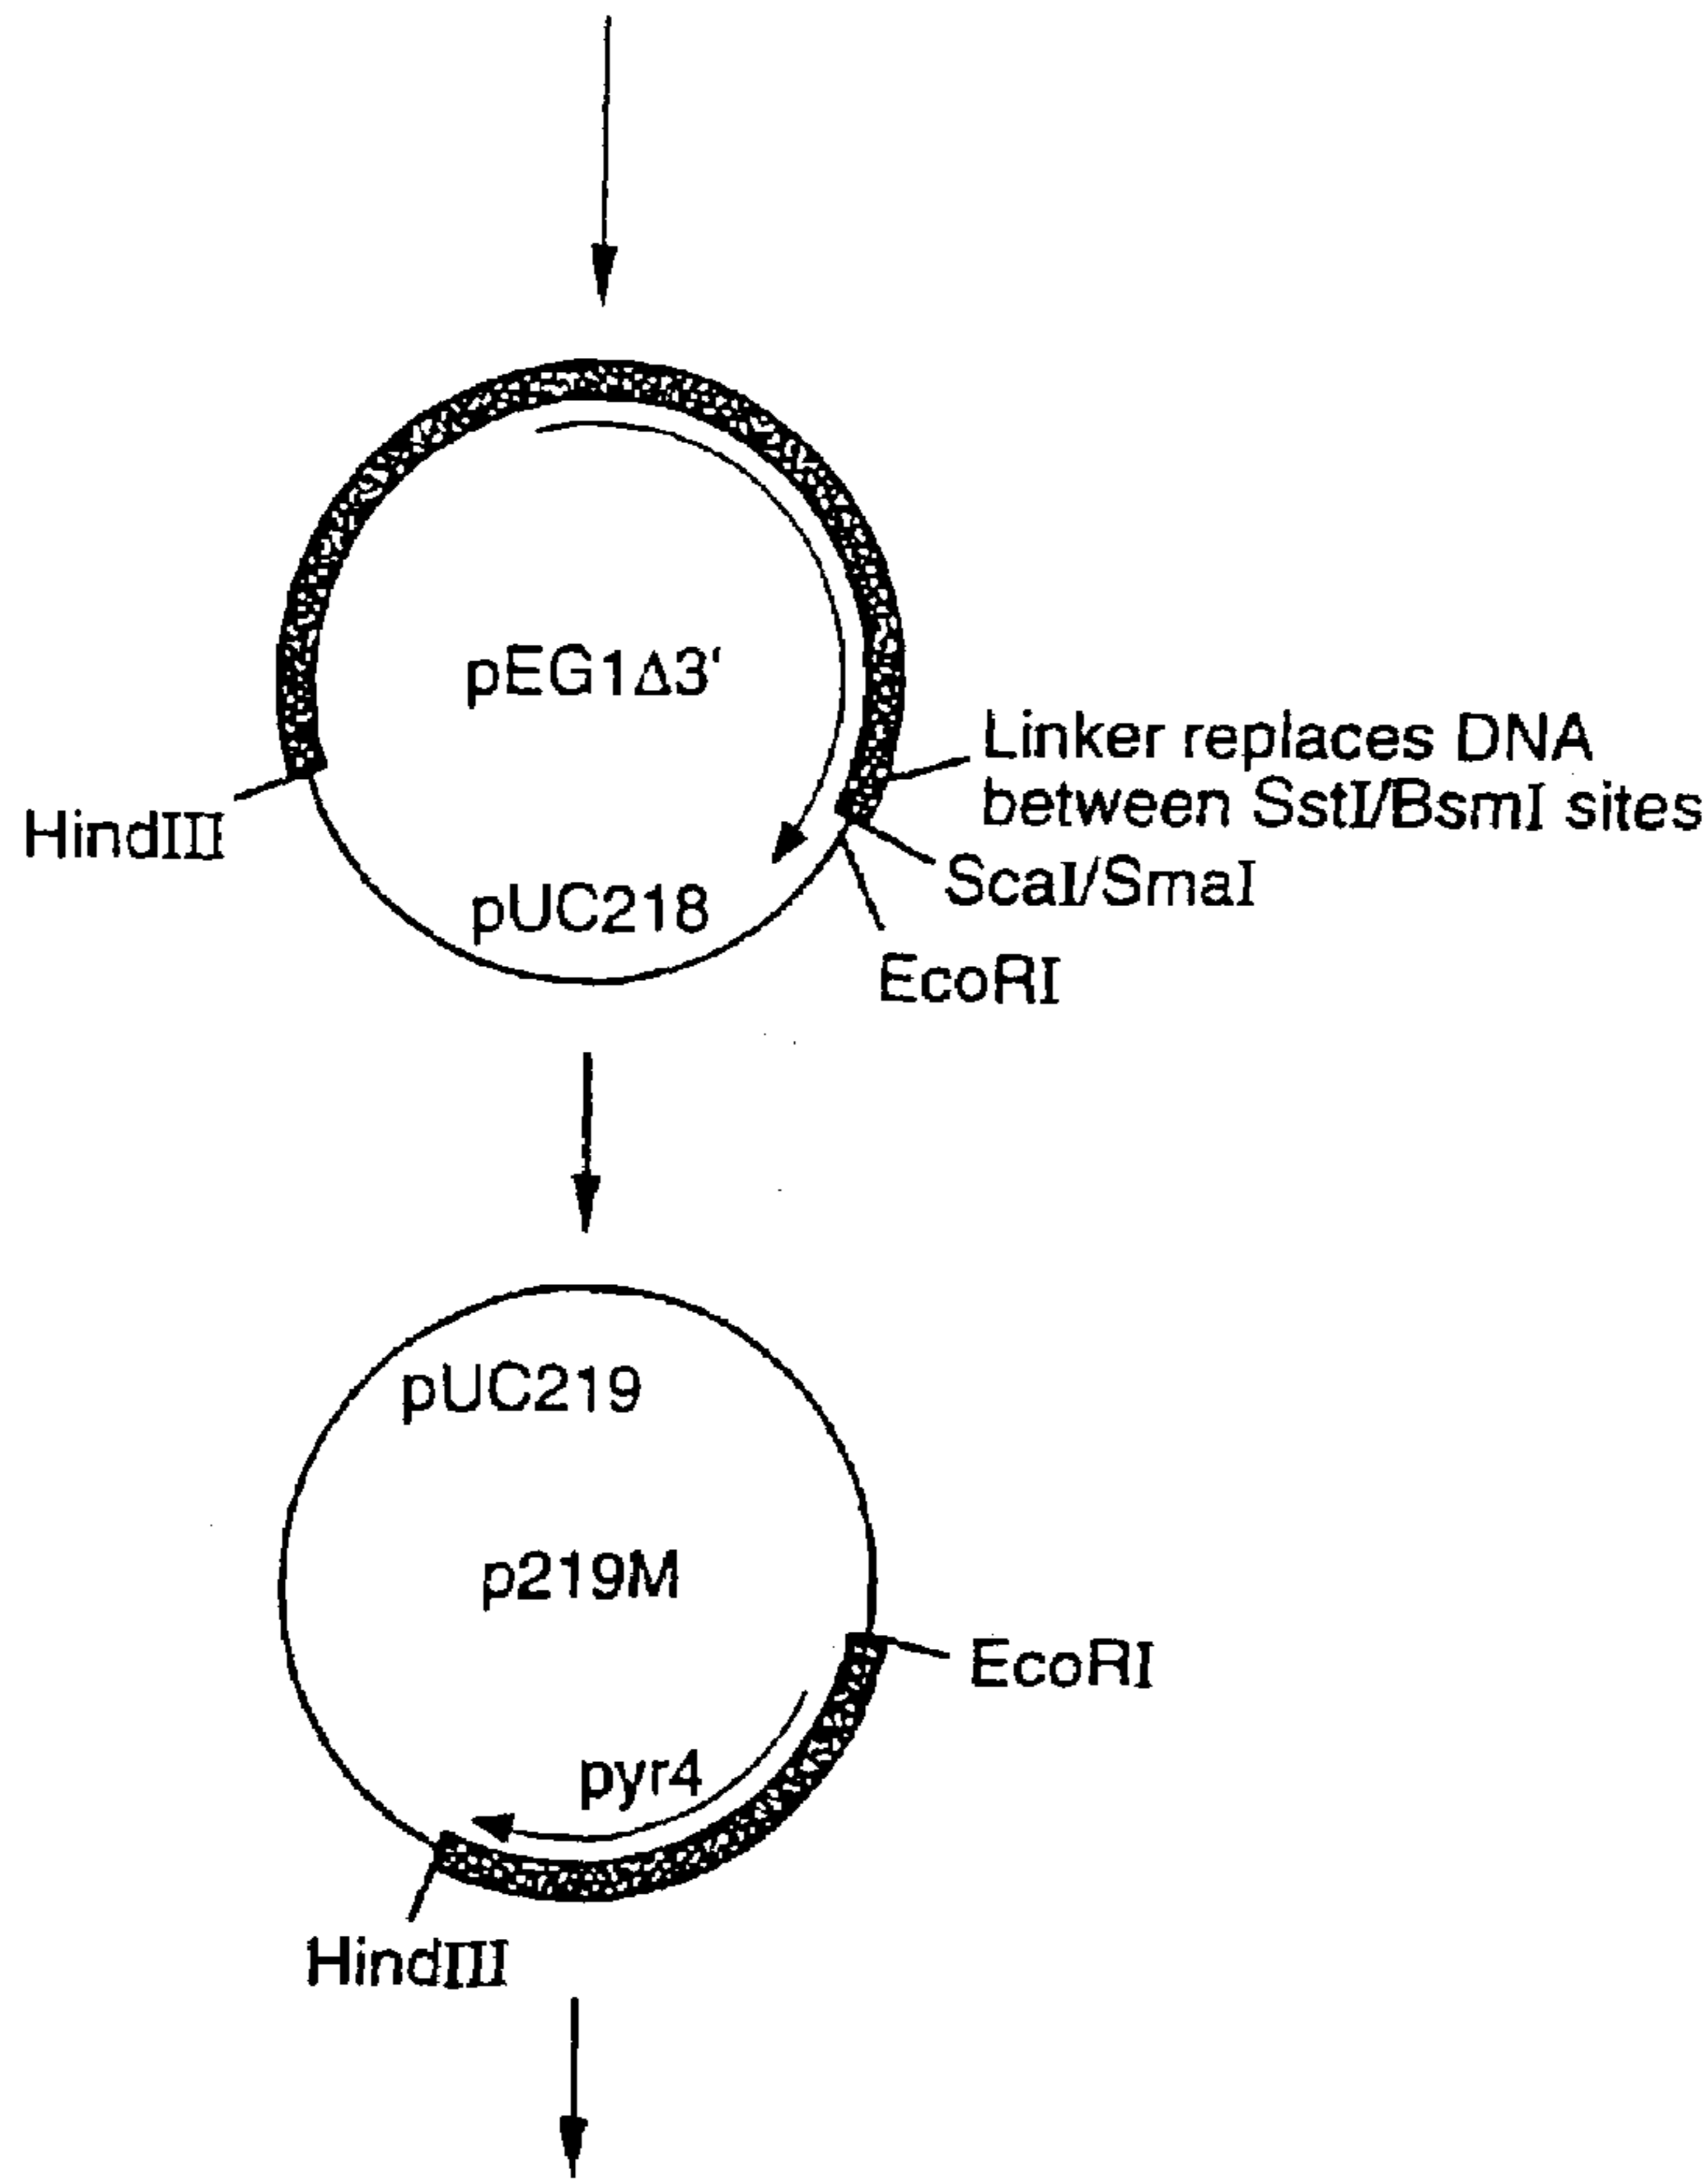 pEG1Δ3'
Linker replaces DNA
between SstI/BsmI sites
HindIII
ScaI/SmaI
pUC218
EcoRI
pUC219
p219M
EcoRI
pyr4
HindIII